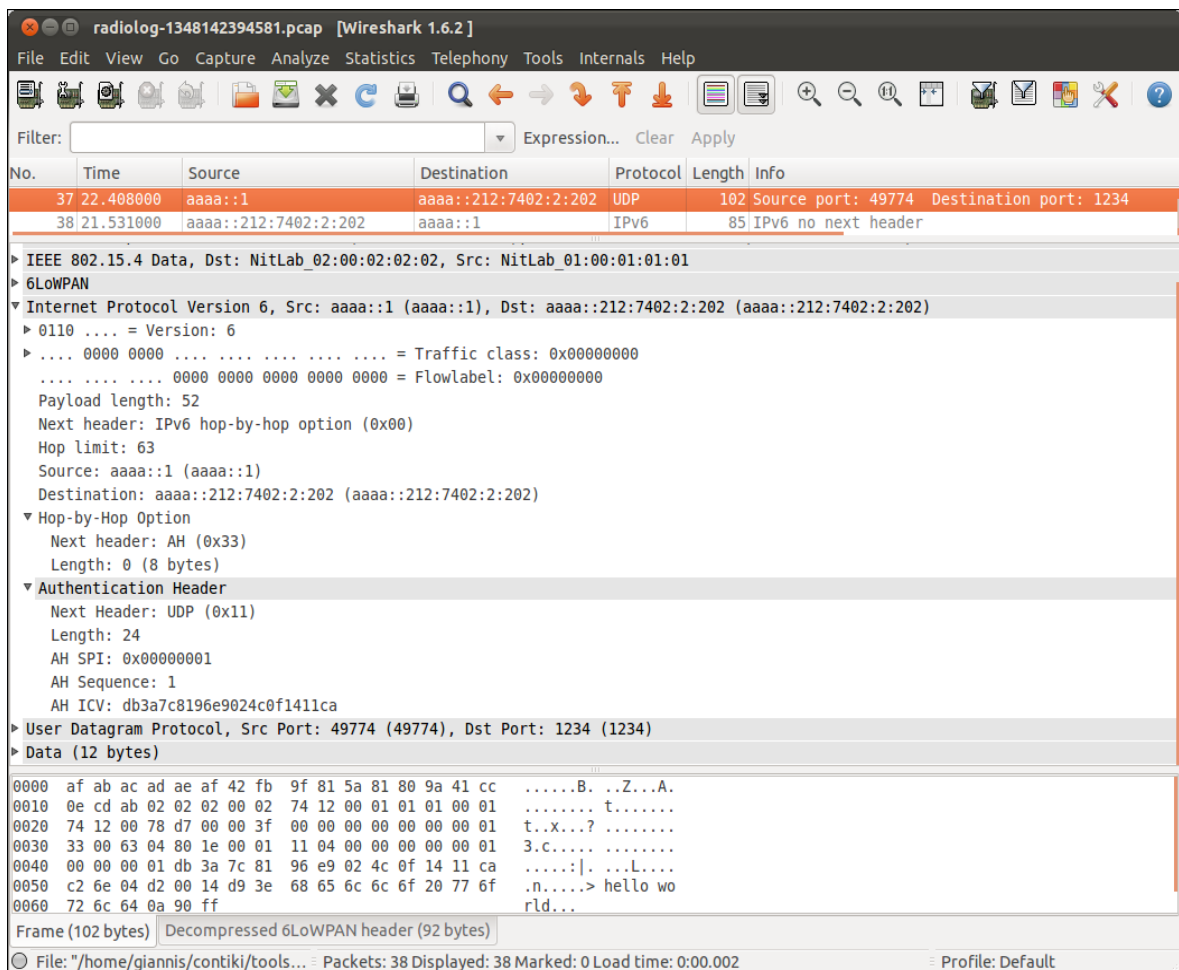 radiolog-1348142394581.pcap [Wireshark 1.6.2 ]
File Edit View Go Capture Analyze Statistics Telephony Tools Internals Help
Filter: Expression... Clear Apply
No. Time Source Destination Protocol Length Info
37 22.408000 aaaa::1 aaaa::212:7402:2:202 UDP 102 Source port: 49774 Destination port: 1234
38 21.531000 aaaa::212:7402:2:202 aaaa::1 IPv6 85 IPv6 no next header
IEEE 802.15.4 Data, Dst: NitLab_02:00:02:02:02, Src: NitLab_01:00:01:01:01
6LoWPAN
Internet Protocol Version 6, Src: aaaa::1 (aaaa::1), Dst: aaaa::212:7402:2:202 (aaaa::212:7402:2:202)
0110 .... = Version: 6
.... 0000 0000 .... .... .... .... .... = Traffic class: 0x00000000
.... .... .... 0000 0000 0000 0000 0000 = Flowlabel: 0x00000000
Payload length: 52
Next header: IPv6 hop-by-hop option (0x00)
Hop limit: 63
Source: aaaa::1 (aaaa::1)
Destination: aaaa::212:7402:2:202 (aaaa::212:7402:2:202)
Hop-by-Hop Option
Next header: AH (0x33)
Length: 0 (8 bytes)
Authentication Header
Next Header: UDP (0x11)
Length: 24
AH SPI: 0x00000001
AH Sequence: 1
AH ICV: db3a7c8196e9024c0f1411ca
User Datagram Protocol, Src Port: 49774 (49774), Dst Port: 1234 (1234)
Data (12 bytes)
0000 af ab ac ad ae af 42 fb 9f 81 5a 81 80 9a 41 cc ......B. ..Z...A.
0010 0e cd ab 02 02 02 00 02 74 12 00 01 01 01 00 01 ........ t.......
0020 74 12 00 78 d7 00 00 3f 00 00 00 00 00 00 00 01 t..x...? ........
0030 33 00 63 04 80 1e 00 01 11 04 00 00 00 00 00 01 3.c..... ........
0040 00 00 00 01 db 3a 7c 81 96 e9 02 4c 0f 14 11 ca .....:|. ...L....
0050 c2 6e 04 d2 00 14 d9 3e 68 65 6c 6c 6f 20 77 6f .n.....> hello wo
0060 72 6c 64 0a 90 ff rld...
Frame (102 bytes) Decompressed 6LoWPAN header (92 bytes)
File: "/home/giannis/contiki/tools... Packets: 38 Displayed: 38 Marked: 0 Load time: 0:00.002 Profile: Default